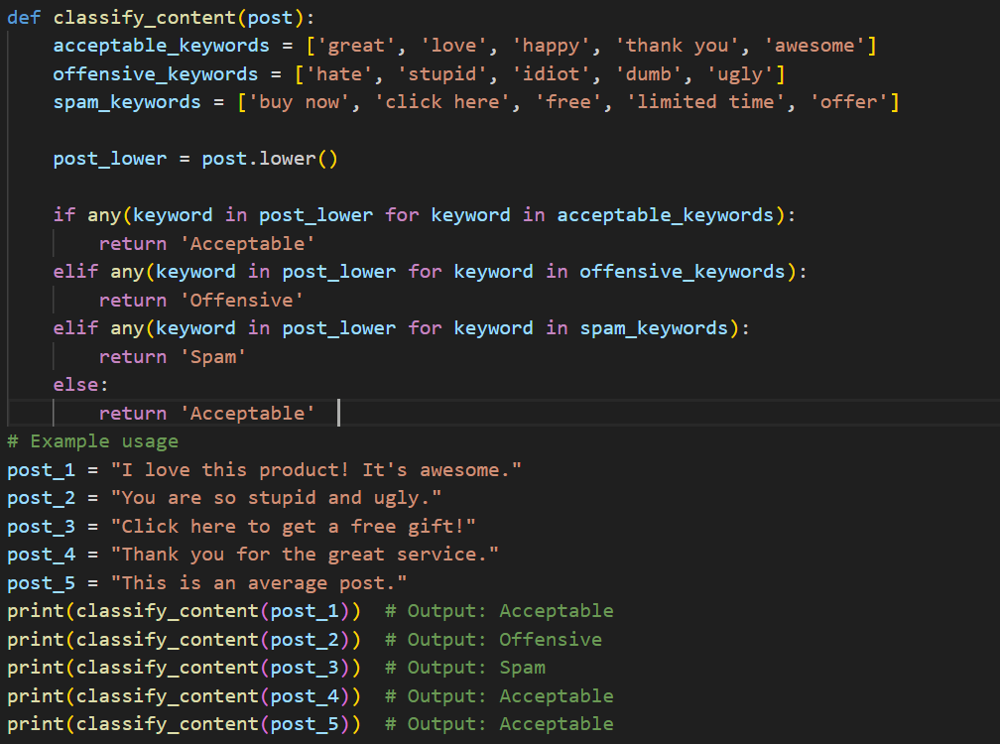 def classify_content(post):
    acceptable_keywords = ['great', 'love', 'happy', 'thank you', 'awesome']
    offensive_keywords = ['hate', 'stupid', 'idiot', 'dumb', 'ugly']
    spam_keywords = ['buy now', 'click here', 'free', 'limited time', 'offer']

    post_lower = post.lower()

    if any(keyword in post_lower for keyword in acceptable_keywords):
        return 'Acceptable'
    elif any(keyword in post_lower for keyword in offensive_keywords):
        return 'Offensive'
    elif any(keyword in post_lower for keyword in spam_keywords):
        return 'Spam'
    else:
        return 'Acceptable'
# Example usage
post_1 = "I love this product! It's awesome."
post_2 = "You are so stupid and ugly."
post_3 = "Click here to get a free gift!"
post_4 = "Thank you for the great service."
post_5 = "This is an average post."
print(classify_content(post_1))  # Output: Acceptable
print(classify_content(post_2))  # Output: Offensive
print(classify_content(post_3))  # Output: Spam
print(classify_content(post_4))  # Output: Acceptable
print(classify_content(post_5))  # Output: Acceptable